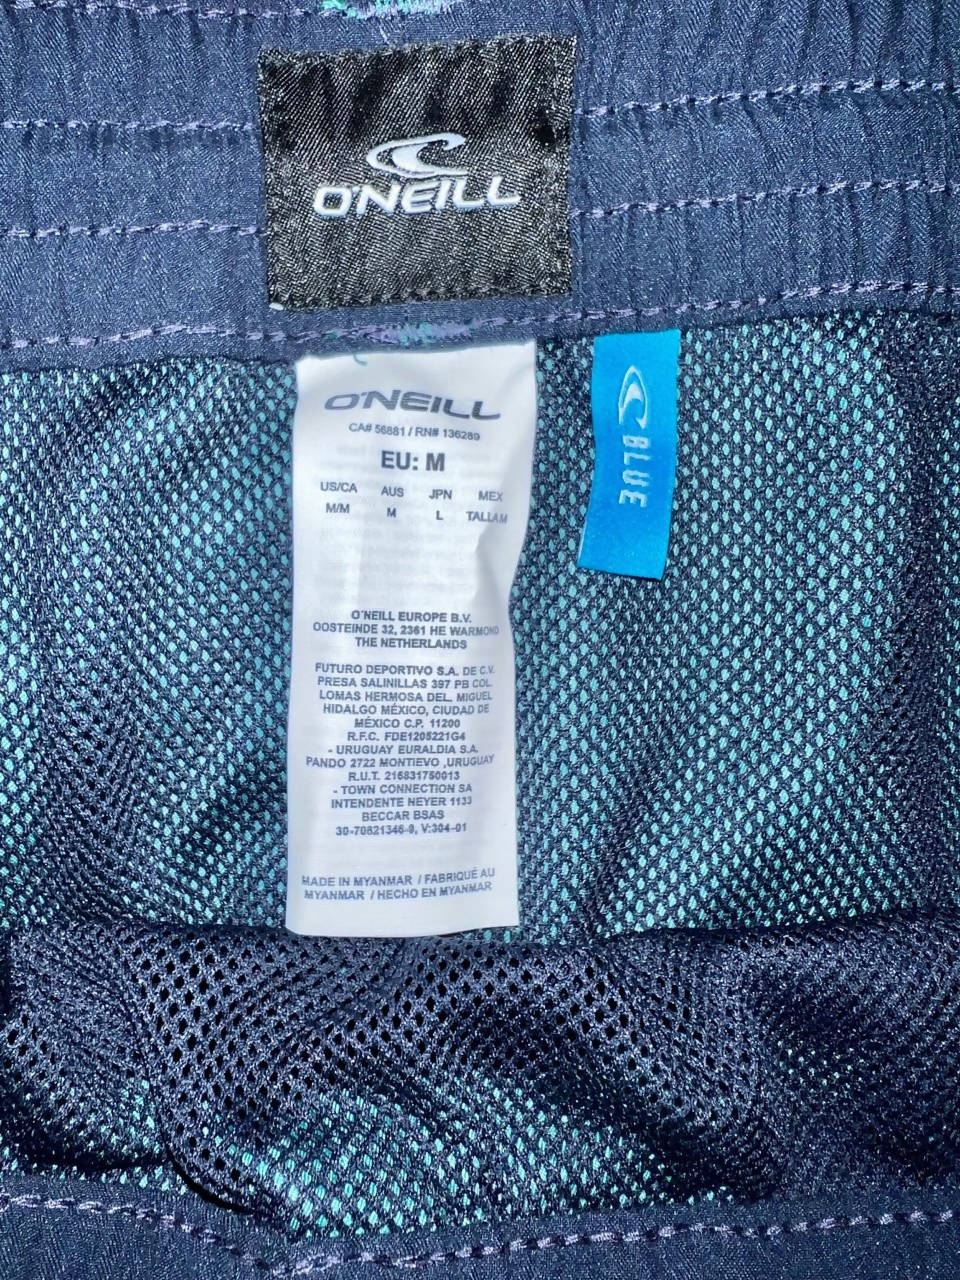 O'NEILL
O'NEILL
CA# 56881 / RN# 136289
EU: M
US/CA AUS JPN MEX
M/M M L TALLA M
O'NEILL EUROPE B.V.
OOSTEINDE 32, 2361 HE WARMOND
THE NETHERLANDS
FUTURO DEPORTIVO S.A. DE C.V.
PRESA SALINILLAS 397 PB COL.
LOMAS HERMOSA DEL. MIGUEL
HIDALGO MÉXICO, CIUDAD DE
MÉXICO C.P. 11200
R.F.C. FDE1205221G4
- URUGUAY EURALDIA S.A.
PANDO 2722 MONTIEVO ,URUGUAY
R.U.T. 216831750013
- TOWN CONNECTION SA
INTENDENTE NEYER 1133
BECCAR BSAS
30-70821346-9, V:304-01
MADE IN MYANMAR / FABRIQUÉ AU
MYANMAR / HECHO EN MYANMAR
BLUE